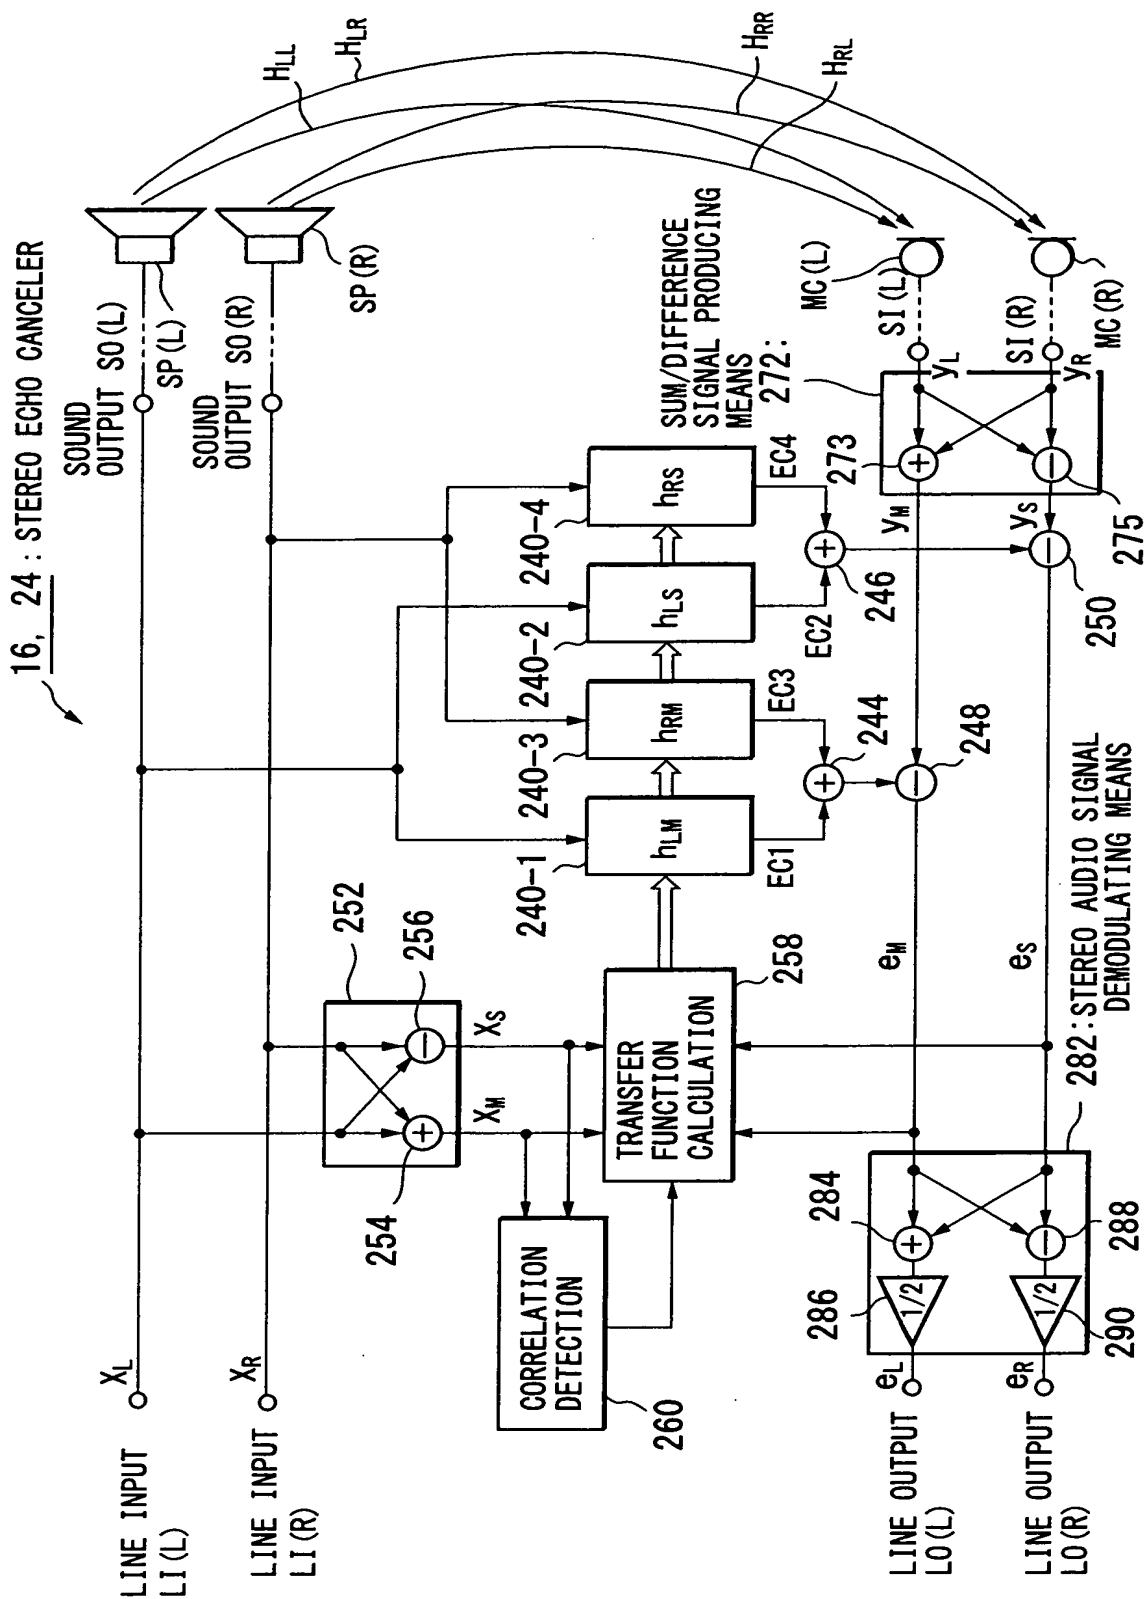 16, 24 : STEREO ECHO CANCELER
LINE INPUT
LI(L)
XL
SOUND
OUTPUT SO(L)
SP(L)
LINE INPUT
LI(R)
XR
SOUND
OUTPUT SO(R)
SP(R)
HLL
HLR
HRR
HRL
252
254
256
+
−
XM
XS
CORRELATION
DETECTION
260
TRANSFER
FUNCTION
CALCULATION
258
240-1
hLM
240-3
hRM
240-2
hLS
240-4
hRS
EC1
EC3
EC2
EC4
+
244
+
246
SUM/DIFFERENCE
SIGNAL PRODUCING
MEANS
272:
273
+
−
275
yL
yR
SI(L)
MC(L)
SI(R)
MC(R)
yM
yS
−
248
−
250
eM
eS
282:STEREO AUDIO SIGNAL
DEMODULATING MEANS
284
+
286
1/2
−
288
1/2
290
eL
LINE OUTPUT
LO(L)
eR
LINE OUTPUT
LO(R)